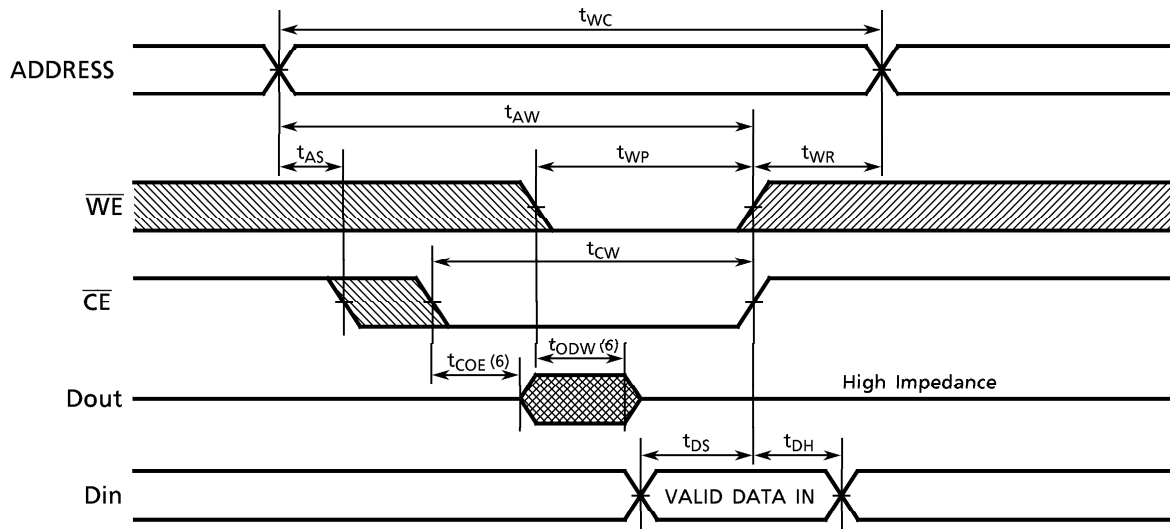 tWC
ADDRESS
tAW
tAS
tWP
tWR
WE
tCW
CE
tODW (6)
tCOE (6)
High Impedance
Dout
tDS
tDH
Din
VALID DATA IN